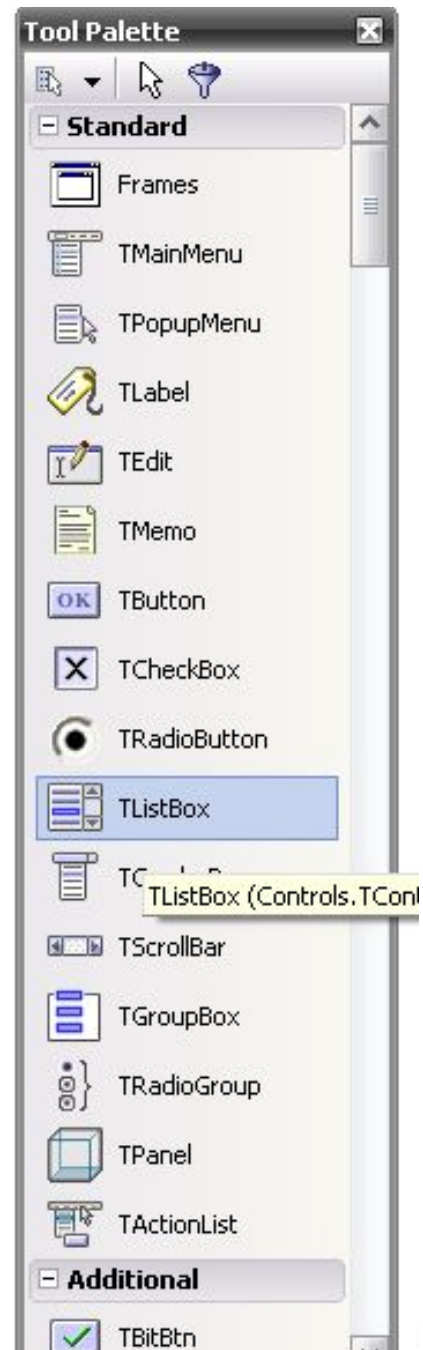 Tool Palette
Standard
Frames
TMainMenu
TPopupMenu
TLabel
TEdit
TMemo
OK TButton
TCheckBox
TRadioButton
TListBox
TListBox (Controls.TCont
TScrollBar
TGroupBox
TRadioGroup
TPanel
TActionList
Additional
TBitBtn